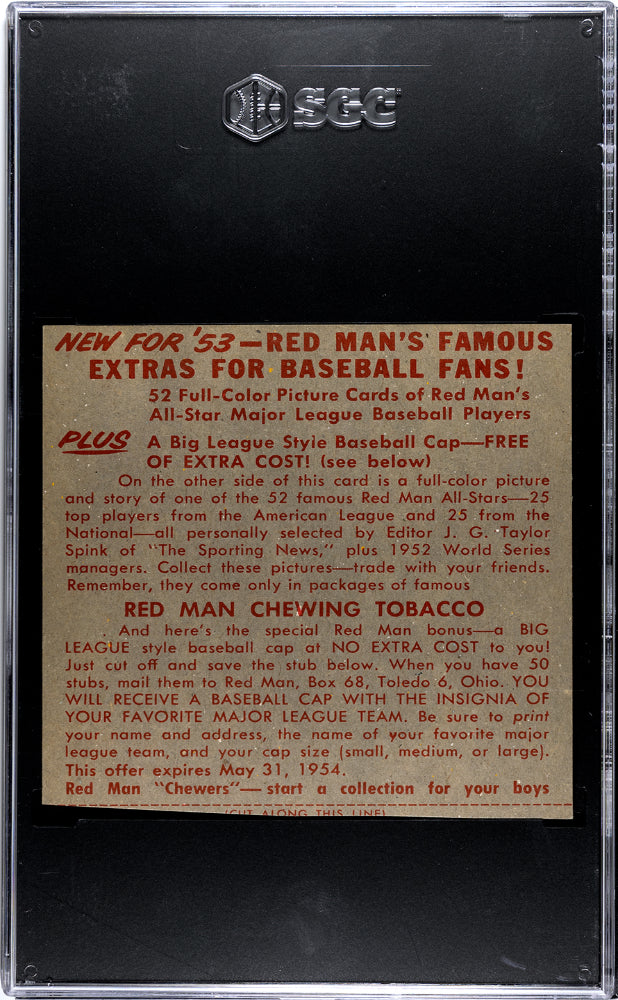 SGC
NEW FOR '53—RED MAN'S FAMOUS
EXTRAS FOR BASEBALL FANS!
52 Full-Color Picture Cards of Red Man's
All-Star Major League Baseball Players
PLUS A Big League Style Baseball Cap—FREE
OF EXTRA COST! (see below)
On the other side of this card is a full-color picture
and story of one of the 52 famous Red Man All-Stars—25
top players from the American League and 25 from the
National—all personally selected by Editor J. G. Taylor
Spink of "The Sporting News," plus 1952 World Series
managers. Collect these pictures—trade with your friends.
Remember, they come only in packages of famous
RED MAN CHEWING TOBACCO
And here's the special Red Man bonus—a BIG
LEAGUE style baseball cap at NO EXTRA COST to you!
Just cut off and save the stub below. When you have 50
stubs, mail them to Red Man, Box 68, Toledo 6, Ohio. YOU
WILL RECEIVE A BASEBALL CAP WITH THE INSIGNIA OF
YOUR FAVORITE MAJOR LEAGUE TEAM. Be sure to print
your name and address, the name of your favorite major
league team, and your cap size (small, medium, or large).
This offer expires May 31, 1954.
Red Man "Chewers"—start a collection for your boys
(CUT ALONG THIS LINE)